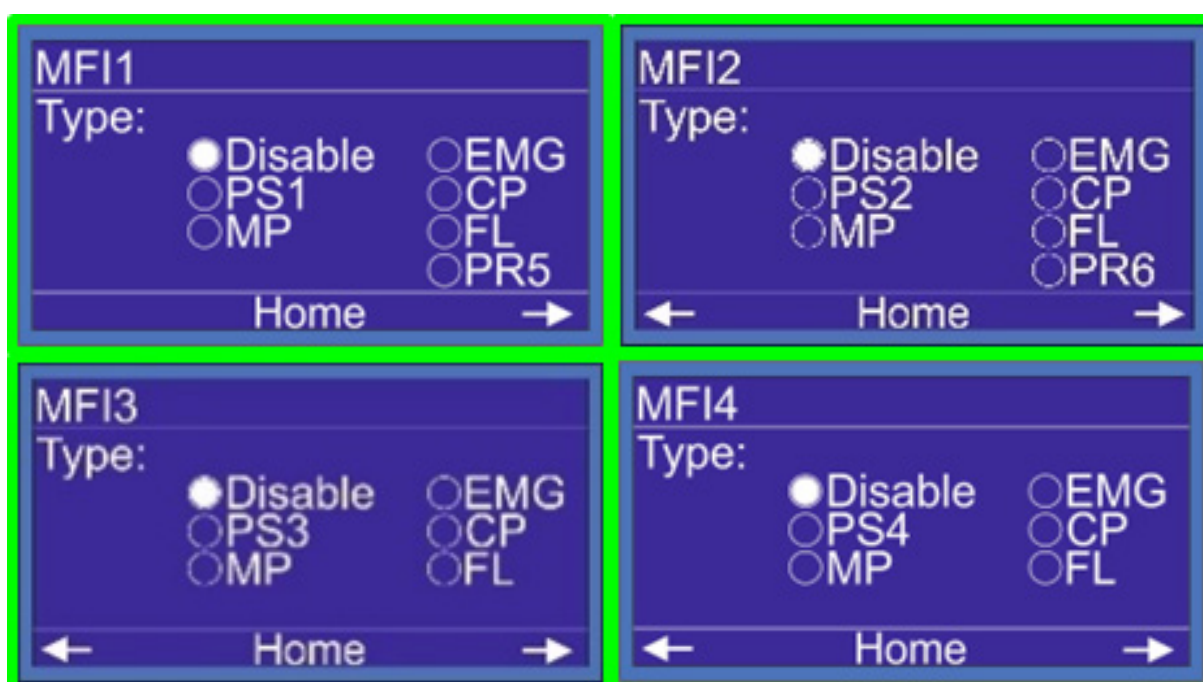 MFI1
Type:
Disable EMG
PS1 CP
MP FL
PR5
Home
MFI2
Type:
Disable EMG
PS2 CP
MP FL
PR6
Home
MFI3
Type:
Disable EMG
PS3 CP
MP FL
Home
MFI4
Type:
Disable EMG
PS4 CP
MP FL
Home